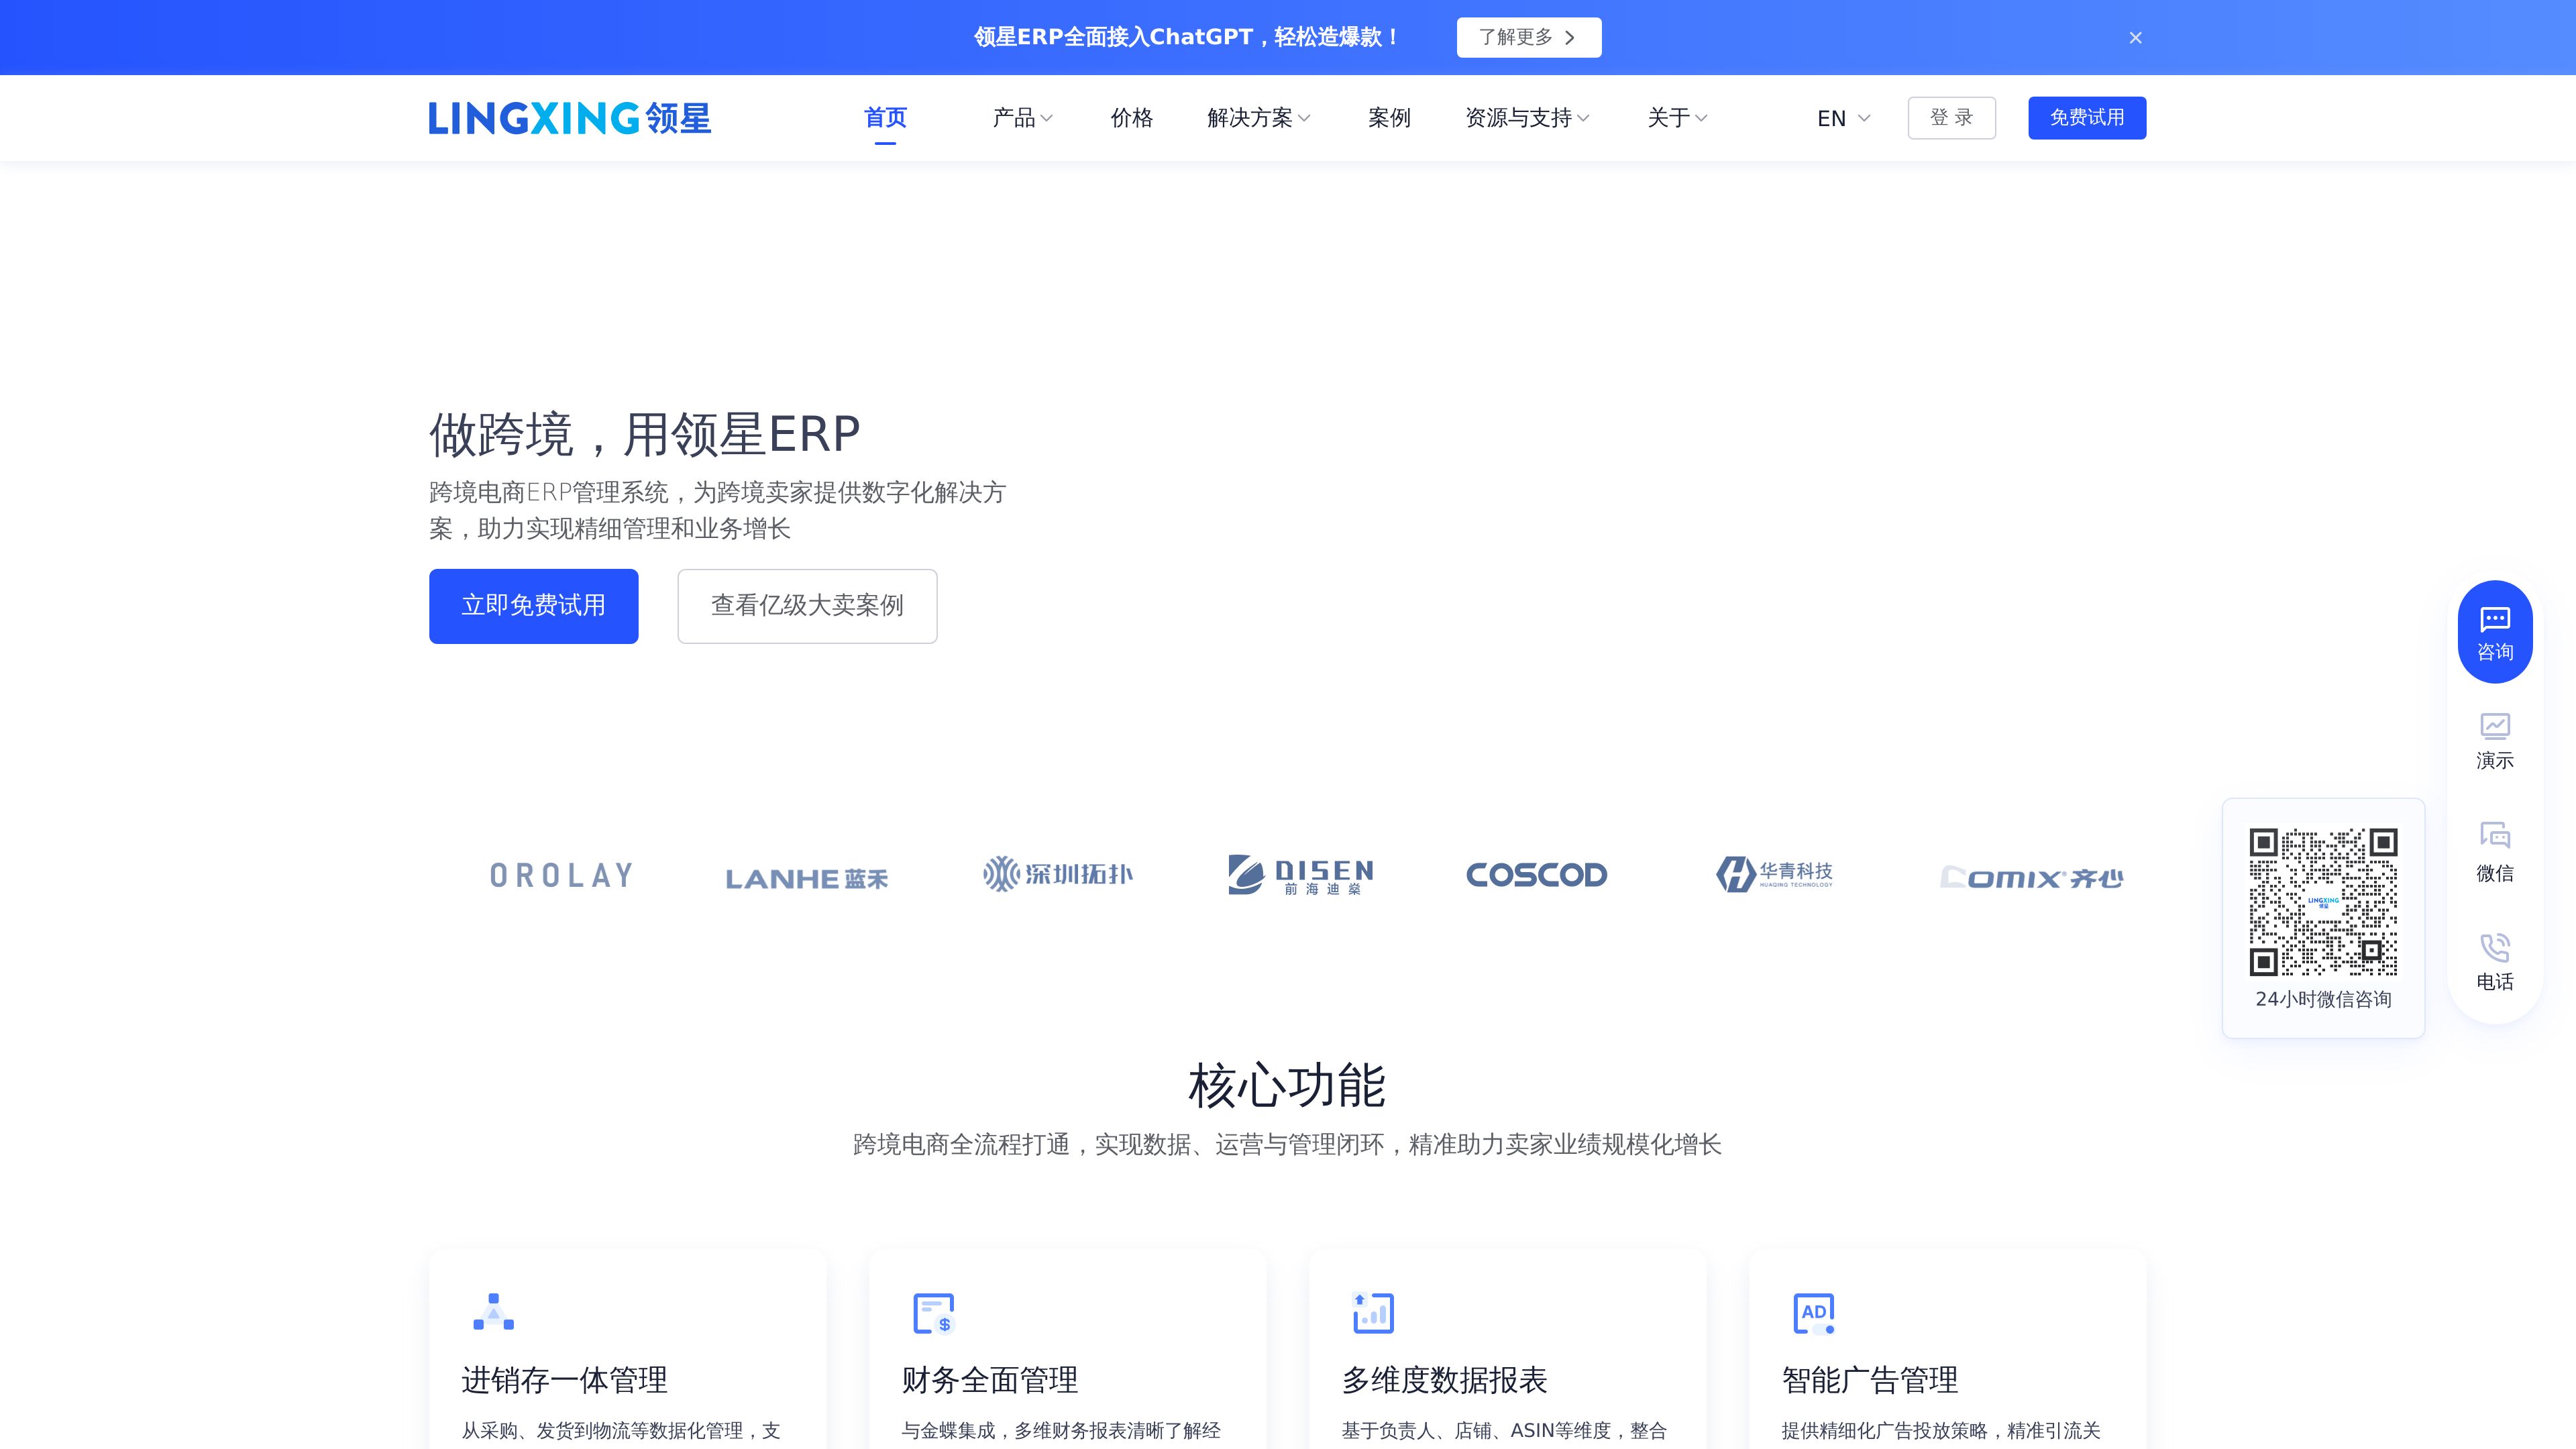 领星ERP全面接入ChatGPT，轻松造爆款！
了解更多
LINGXING 领星
首页
产品
价格
解决方案
案例
资源与支持
关于
EN
登 录
免费试用
做跨境，用领星ERP
跨境电商ERP管理系统，为跨境卖家提供数字化解决方
案，助力实现精细管理和业务增长
立即免费试用
查看亿级大卖案例
咨询
演示
微信
电话
OROLAY
LANHE 蓝禾
深圳拓扑
DISEN
前海迪燊
COSCOD
华青科技
HUAQING TECHNOLOGY
COMIX® 齐心
LINGXING
领星
24小时微信咨询
核心功能
跨境电商全流程打通，实现数据、运营与管理闭环，精准助力卖家业绩规模化增长
$
AD
进销存一体管理
财务全面管理
多维度数据报表
智能广告管理
从采购、发货到物流等数据化管理，支
与金蝶集成，多维财务报表清晰了解经
基于负责人、店铺、ASIN等维度，整合
提供精细化广告投放策略，精准引流关